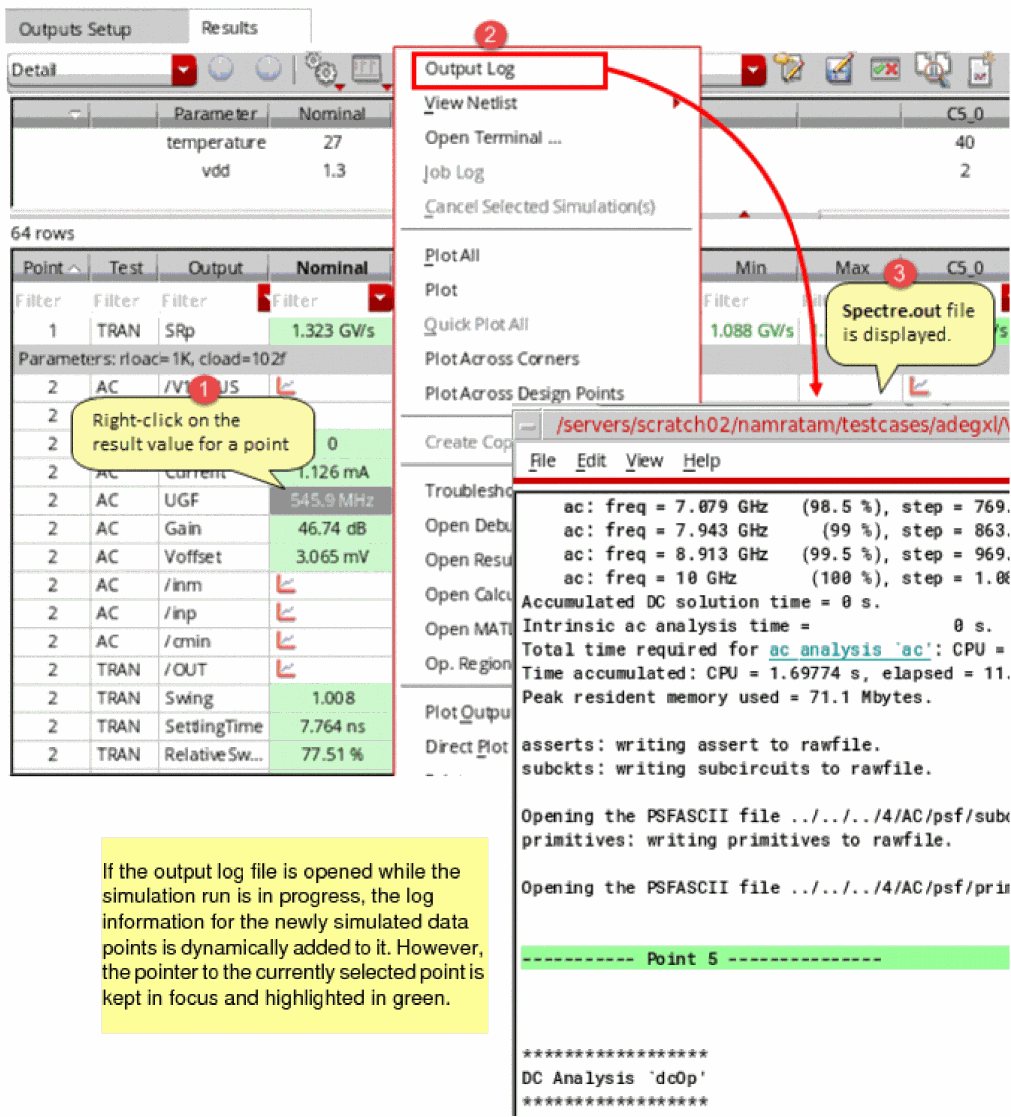 Outputs Setup
Results
2
Detail
Output Log
View Netlist
Open Terminal ...
Job Log
Cancel Selected Simulation(s)
Plot All
Plot
Quick Plot All
Plot Across Corners
Plot Across Design Points
Create Cop
Troublesho
Open Debu
Open Resu
Open Calcu
Open MATL
Op. Region
Plot Outpu
Direct Plot
Parameter Nominal C5_0
temperature 27 40
vdd 1.3 2
64 rows
Point Test Output Nominal Min Max C5_0
Filter Filter Filter Filter Filter
1 TRAN SRp 1.323 GV/s 1.088 GV/s
Parameters: rload=1K, cload=102f
2 AC
2
2 0
2 AC Current 1.126 mA
2 AC UGF 545.9 MHz
2 AC Gain 46.74 dB
2 AC Voffset 3.065 mV
2 AC /inm
2 AC /inp
2 AC /cmin
2 TRAN /OUT
2 TRAN Swing 1.008
2 TRAN SettlingTime 7.764 ns
2 TRAN RelativeSw... 77.51 %
1
Right-click on the
result value for a point
3
Spectre.out file
is displayed.
/servers/scratch02/namratam/testcases/adegxl/
File Edit View Help
ac: freq = 7.079 GHz (98.5 %), step = 769.
ac: freq = 7.943 GHz (99 %), step = 863.
ac: freq = 8.913 GHz (99.5 %), step = 969.
ac: freq = 10 GHz (100 %), step = 1.08
Accumulated DC solution time = 0 s.
Intrinsic ac analysis time = 0 s.
Total time required for ac analysis `ac': CPU =
Time accumulated: CPU = 1.69774 s, elapsed = 11.
Peak resident memory used = 71.1 Mbytes.
asserts: writing assert to rawfile.
subckts: writing subcircuits to rawfile.
Opening the PSFASCII file ../../../4/AC/psf/subc
primitives: writing primitives to rawfile.
Opening the PSFASCII file ../../../4/AC/psf/prim
----------- Point 5 ---------------
******************
DC Analysis `dcOp'
******************
If the output log file is opened while the
simulation run is in progress, the log
information for the newly simulated data
points is dynamically added to it. However,
the pointer to the currently selected point is
kept in focus and highlighted in green.